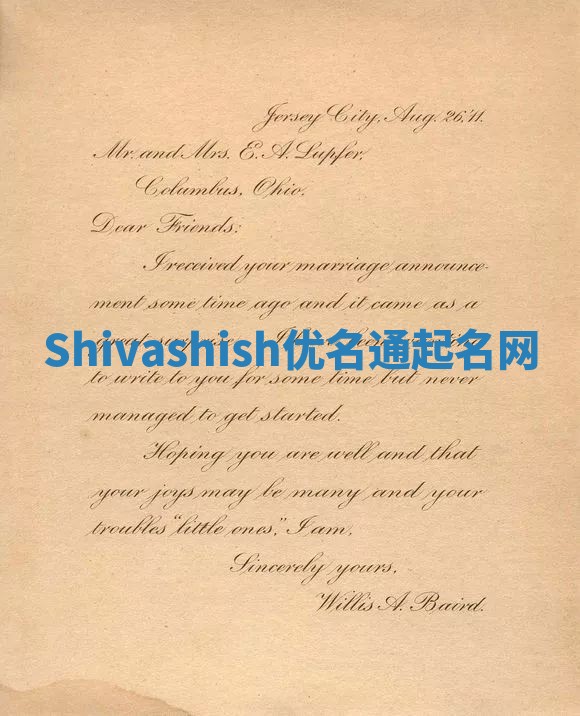 Jersey City, Aug. 26,'11.
Mr. and Mrs. E. A. Lupfer,
Columbus, Ohio.
Dear Friends:
I received your marriage announce-
ment some time ago and it came as a
great surprise. I
Shivashish优名通起名网
to write to you for some time but never
managed to get started.
Hoping you are well and that
your joys may be many and your
troubles "little ones," I am,
Sincerely yours,
Willis A. Baird.